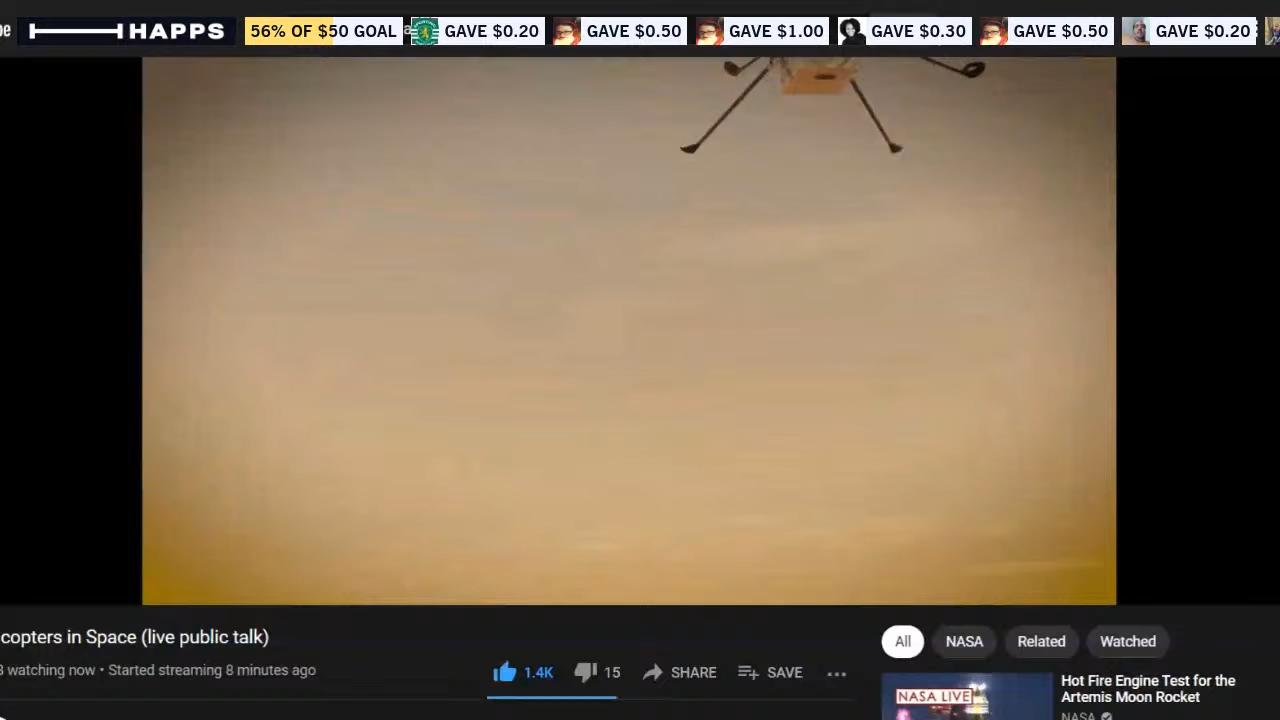 HAPPS
56% OF $50 GOAL
GAVE $0.20
GAVE $0.50
GAVE $1.00
GAVE $0.30
GAVE $0.50
GAVE $0.20
copters in Space (live public talk)
watching now • Started streaming 8 minutes ago
1.4K
15
SHARE
SAVE
All
NASA
Related
Watched
NASA LIVE
Hot Fire Engine Test for the
Artemis Moon Rocket
NASA